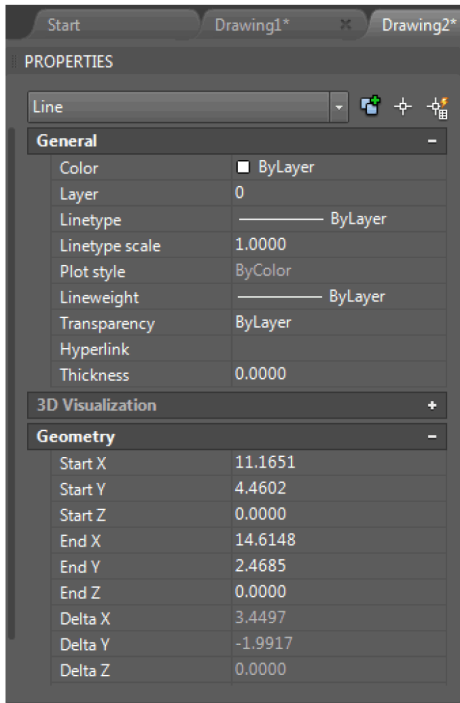 Start Drawing1* Drawing2*
PROPERTIES
Line
General
Color ByLayer
Layer 0
Linetype ByLayer
Linetype scale 1.0000
Plot style ByColor
Lineweight ByLayer
Transparency ByLayer
Hyperlink
Thickness 0.0000
3D Visualization
Geometry
Start X 11.1651
Start Y 4.4602
Start Z 0.0000
End X 14.6148
End Y 2.4685
End Z 0.0000
Delta X 3.4497
Delta Y -1.9917
Delta Z 0.0000